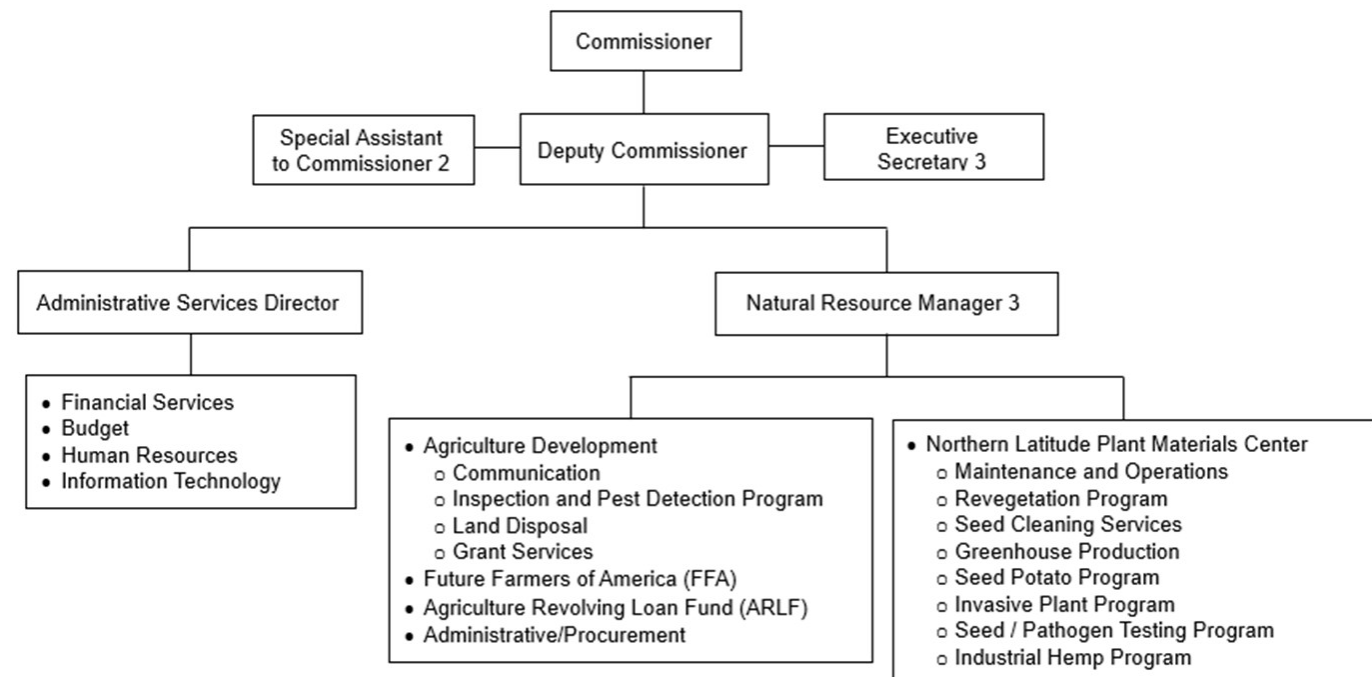 Commissioner
Special Assistant
to Commissioner 2
Deputy Commissioner
Executive
Secretary 3
Administrative Services Director
Natural Resource Manager 3
• Financial Services
• Budget
• Human Resources
• Information Technology
• Agriculture Development
o Communication
o Inspection and Pest Detection Program
o Land Disposal
o Grant Services
• Future Farmers of America (FFA)
• Agriculture Revolving Loan Fund (ARLF)
• Administrative/Procurement
• Northern Latitude Plant Materials Center
o Maintenance and Operations
o Revegetation Program
o Seed Cleaning Services
o Greenhouse Production
o Seed Potato Program
o Invasive Plant Program
o Seed / Pathogen Testing Program
o Industrial Hemp Program